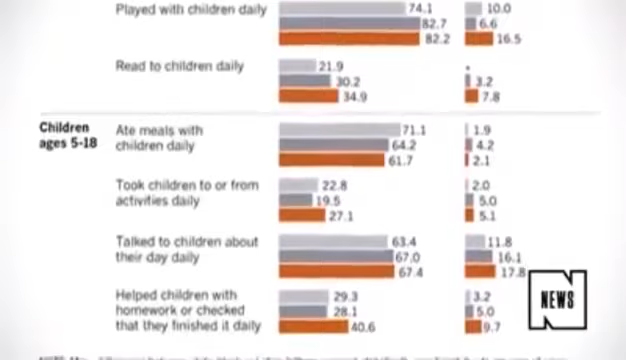 Played with children daily 74.1 10.0
82.7 6.6
82.2 16.5
Read to children daily 21.9 *
30.2 3.2
34.9 7.8
Children
ages 5-18
Ate meals with
children daily
71.1 1.9
64.2 4.2
61.7 2.1
Took children to or from
activities daily
22.8 2.0
19.5 5.0
27.1 5.1
Talked to children about
their day daily
63.4 11.8
67.0 16.1
67.4 17.8
Helped children with
homework or checked
that they finished it daily
29.3 3.2
28.1 5.0
40.6 9.7
N NEWS